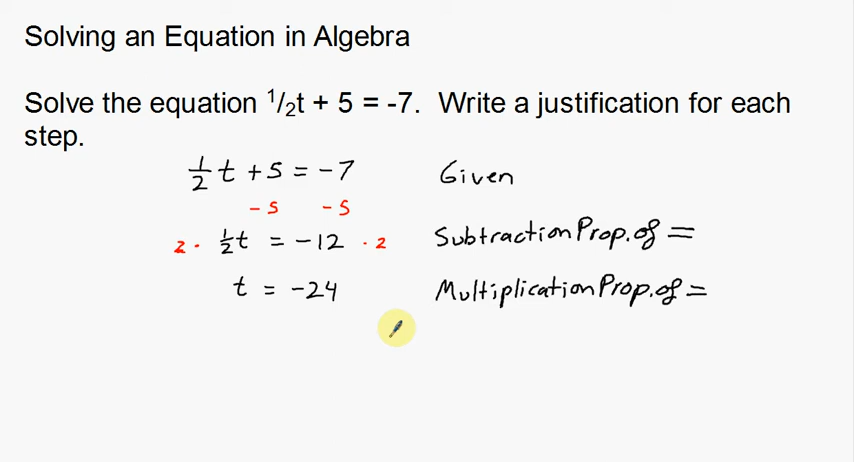 Solving an Equation in Algebra
Solve the equation 1/2t + 5 = -7. Write a justification for each
step.
1/2 t + 5 = -7 Given
- 5 - 5
2 · 1/2 t = -12 · 2 Subtraction Prop. of =
t = -24 Multiplication Prop. of =